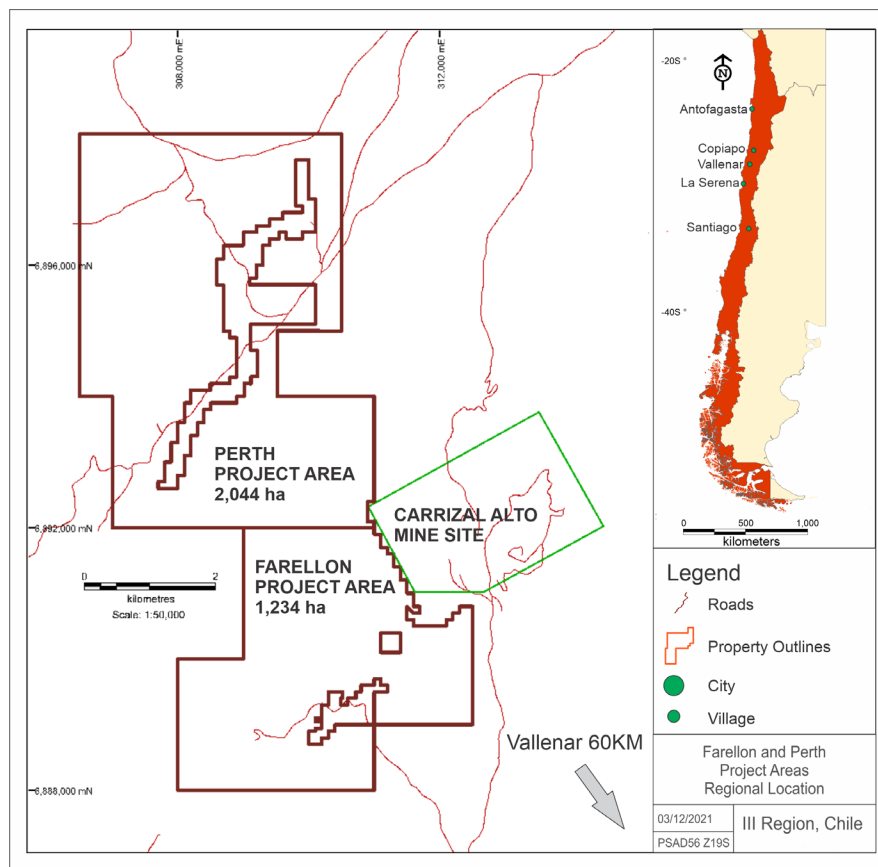 308,000 mE
312,000 mE
6,896,000 mN
6,892,000 mN
6,888,000 mN
PERTH
PROJECT AREA
2,044 ha
CARRIZAL ALTO
MINE SITE
FARELLON
PROJECT AREA
1,234 ha
0 2
kilometres
Scale: 1:50,000
Vallenar 60KM
-20S °
N
Antofagasta
Copiapo
Vallenar
La Serena
Santiago
-40S °
0 500 1,000
kilometers
Legend
Roads
Property Outlines
City
Village
Farellon and Perth
Project Areas
Regional Location
03/12/2021
PSAD56 Z19S
III Region, Chile